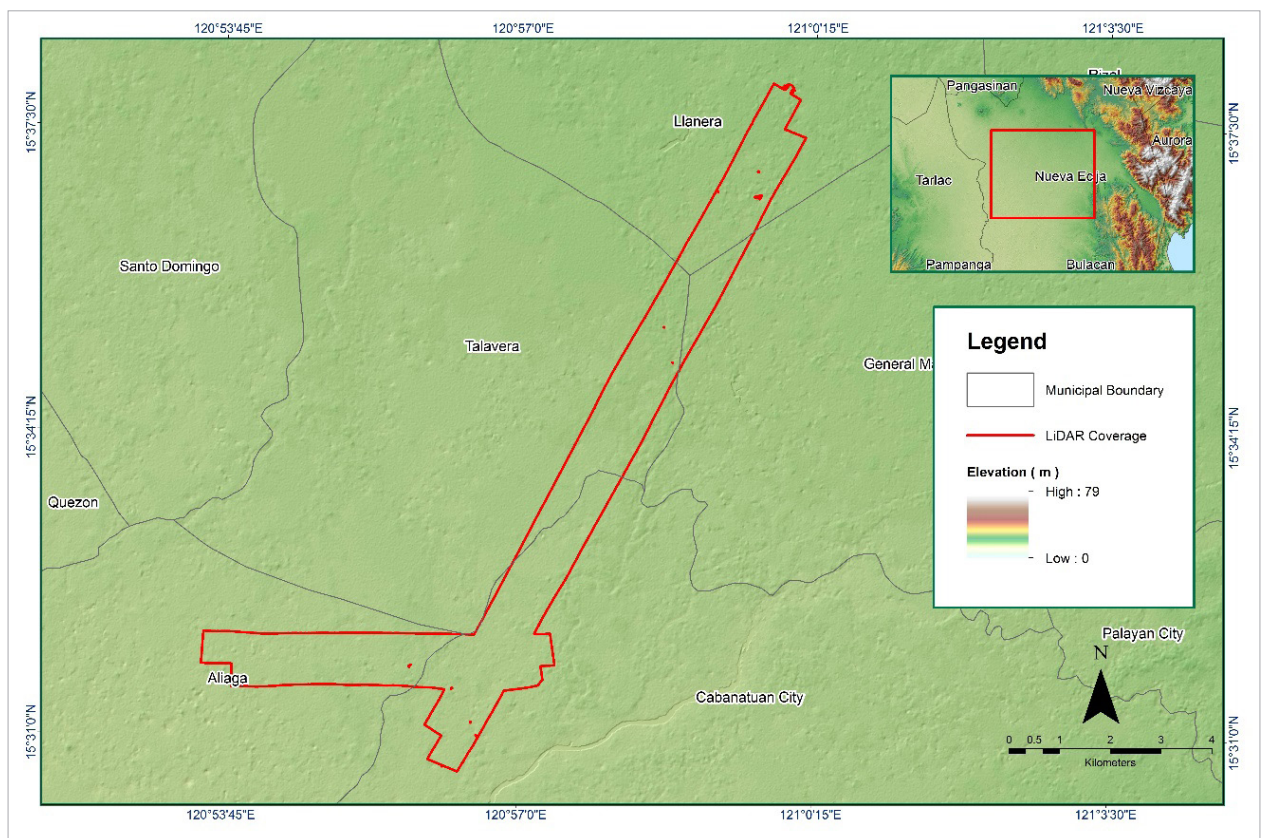 120°53'45"E
120°57'0"E
121°0'15"E
121°3'30"E
15°37'30"N
15°37'30"N
Pangasinan
Nueva Vizcaya
Aurora
Tarlac
Nueva Ecija
Pampanga
Bulacan
Llanera
Santo Domingo
Talavera
General Ma
Legend
Municipal Boundary
LiDAR Coverage
Elevation ( m )
High : 79
Low : 0
15°34'15"N
15°34'15"N
Quezon
Palayan City
Aliaga
Cabanatuan City
N
15°31'0"N
15°31'0"N
0 0.5 1 2 3 4
Kilometers
120°53'45"E
120°57'0"E
121°0'15"E
121°3'30"E